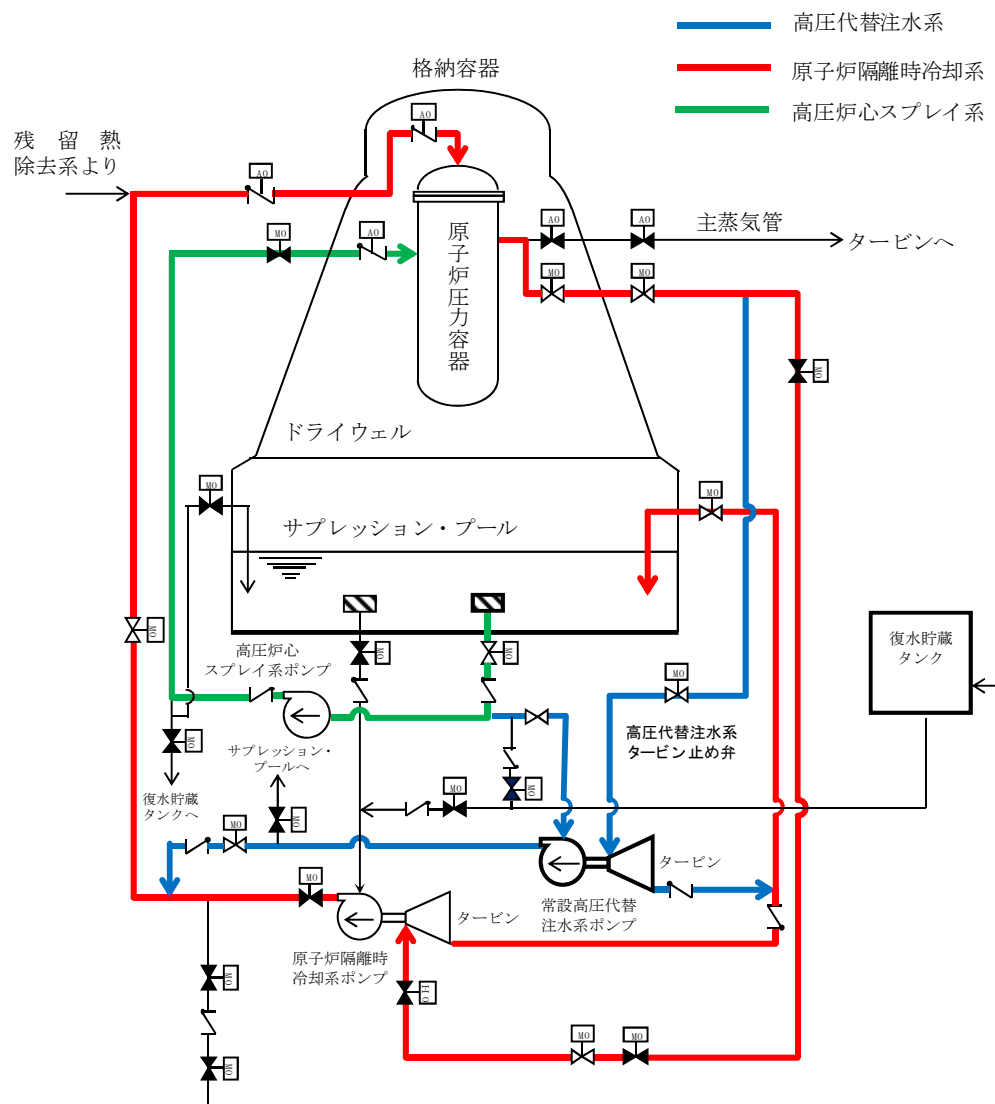 高圧代替注水系
原子炉隔離時冷却系
高圧炉心スプレイ系
格納容器
AO
残留熱
除去系より
AO
MO
AO
原子炉圧力容器
AO
AO
主蒸気管
タービンへ
MO
MO
MO
ドライウェル
MO
MO
サプレッション・プール
MO
高圧炉心
スプレイ系ポンプ
MO
MO
復水貯蔵
タンク
MO
高圧代替注水系
タービン止め弁
MO
サプレッション・
プールへ
MO
MO
復水貯蔵
タンクへ
MO
MO
タービン
MO
タービン
常設高圧代替
注水系ポンプ
原子炉隔離時
冷却系ポンプ
MO
HO
MO
MO
MO